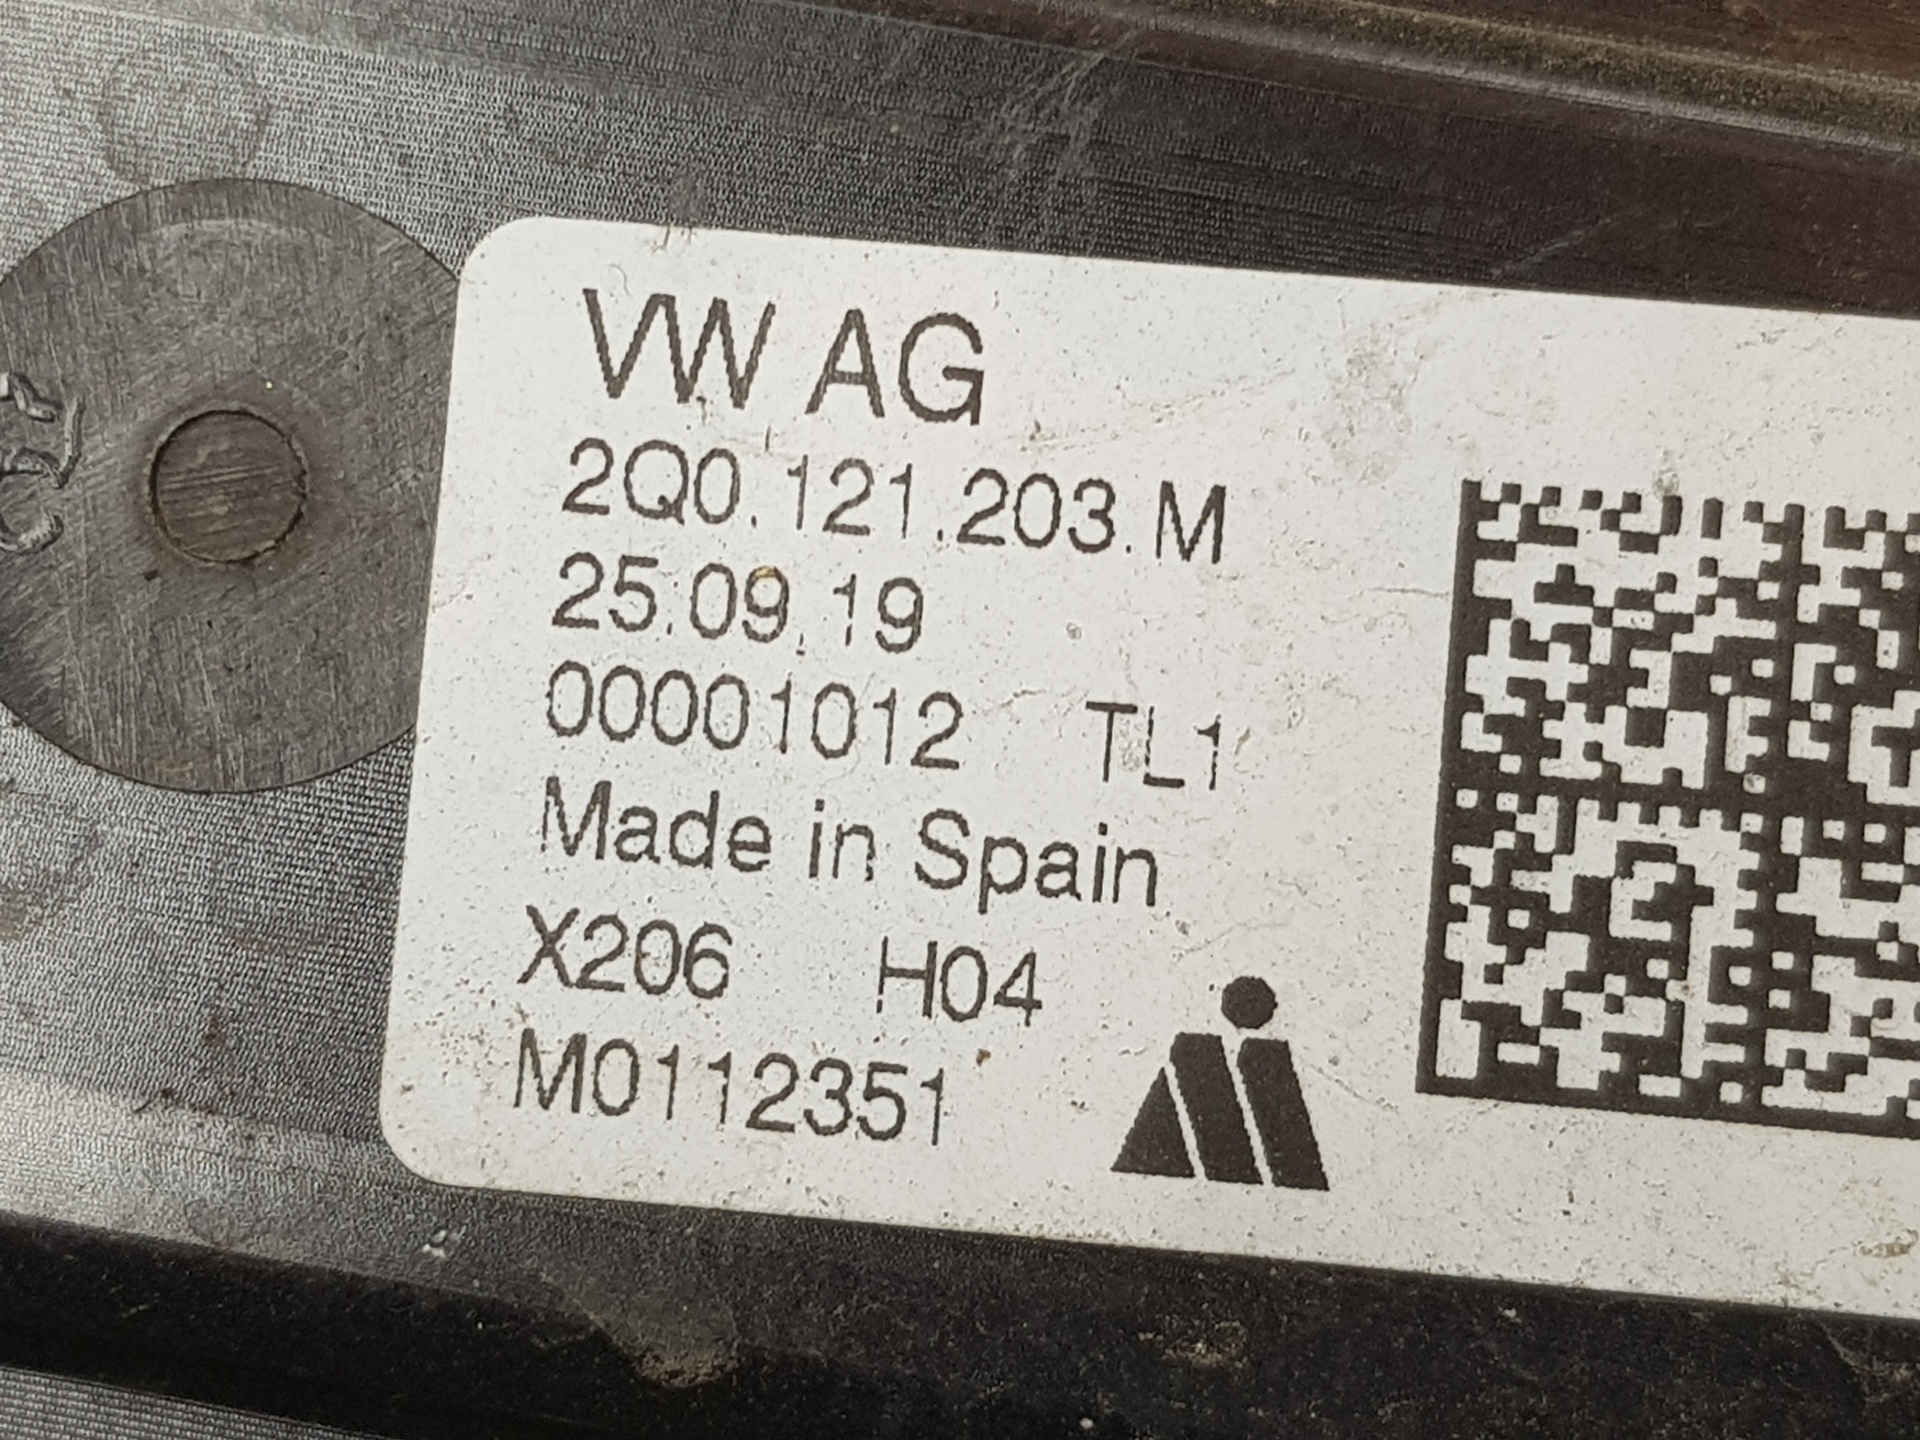 VW AG
2Q0.121.203.M
25.09.19
00001012 TL1
Made in Spain
X206 H04
M0112351